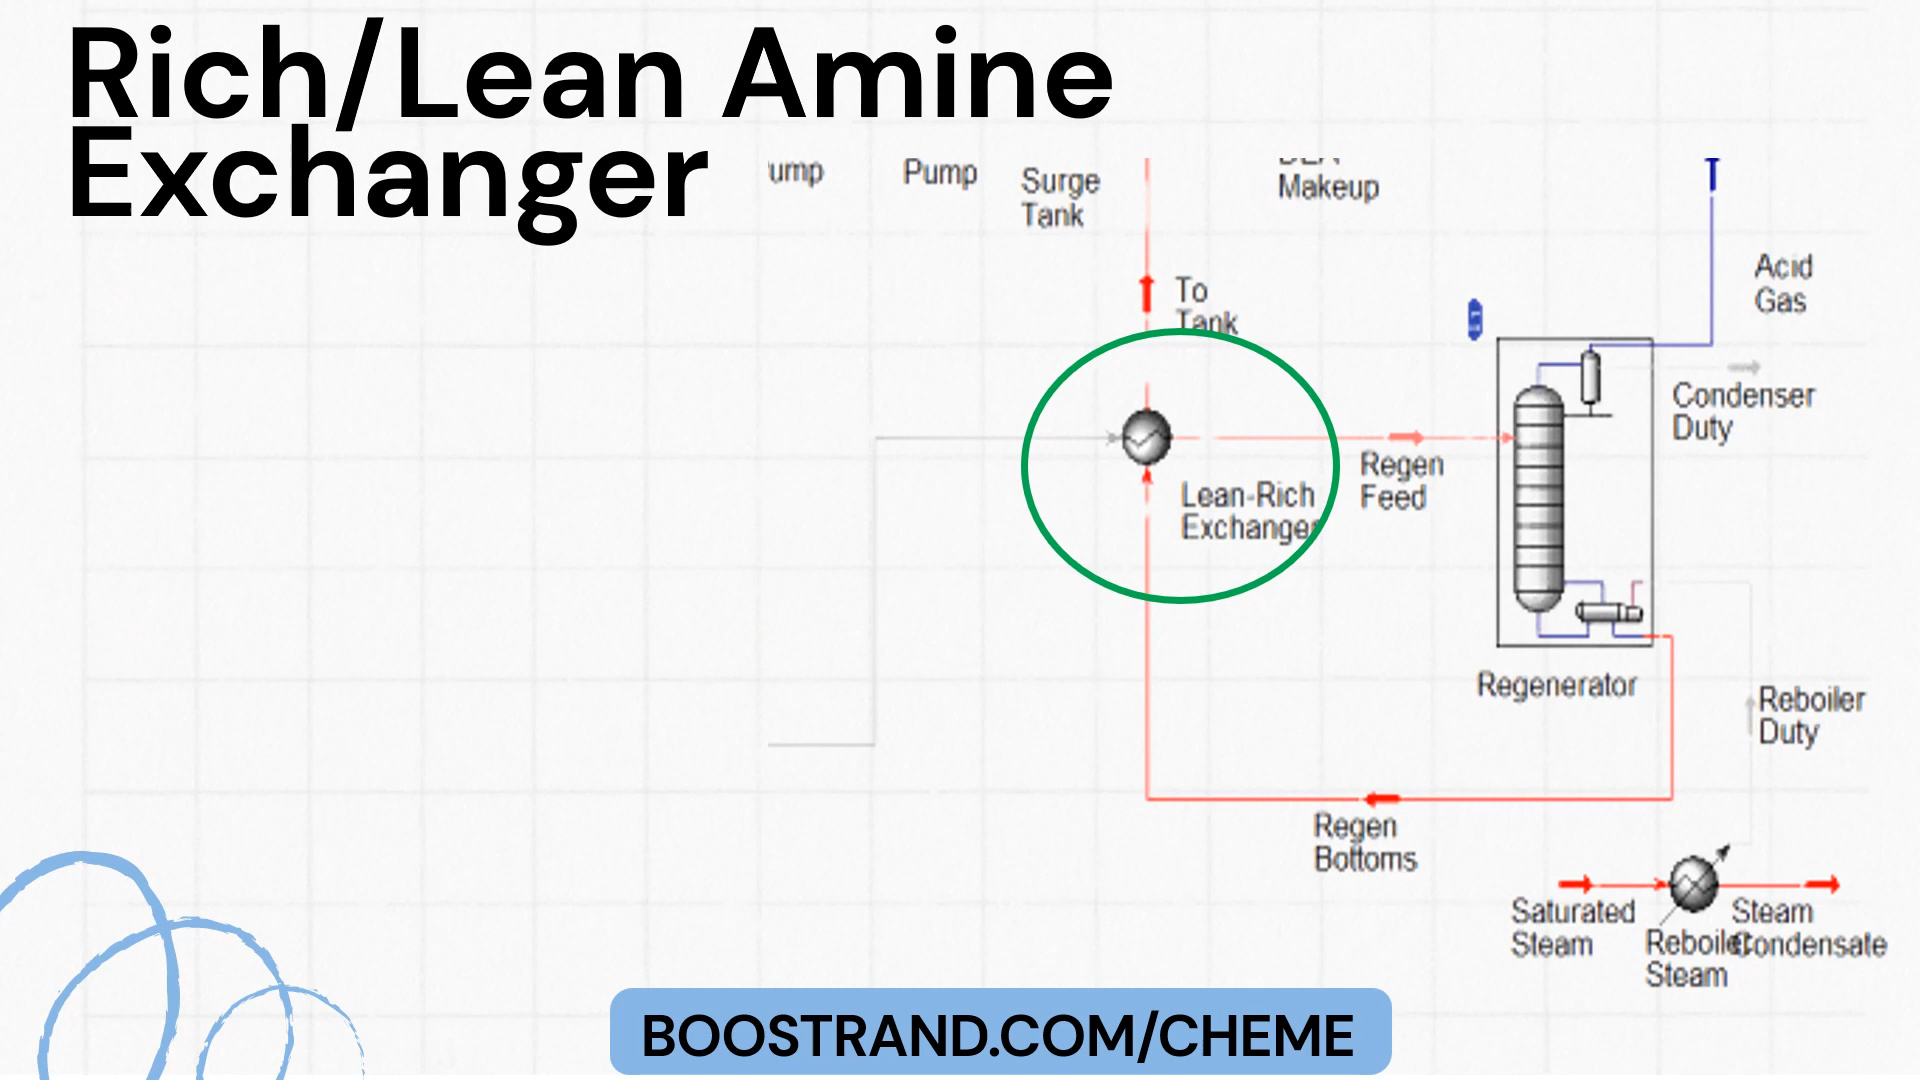 Rich/Lean Amine
Exchanger
ump
Pump
Surge
Tank
Makeup
To
Tank
Acid
Gas
Condenser
Duty
Regen
Feed
Lean-Rich
Exchanger
Regenerator
Reboiler
Duty
Regen
Bottoms
Saturated
Steam
Reboiler
Steam
Steam
Condensate
BOOSTRAND.COM/CHEME